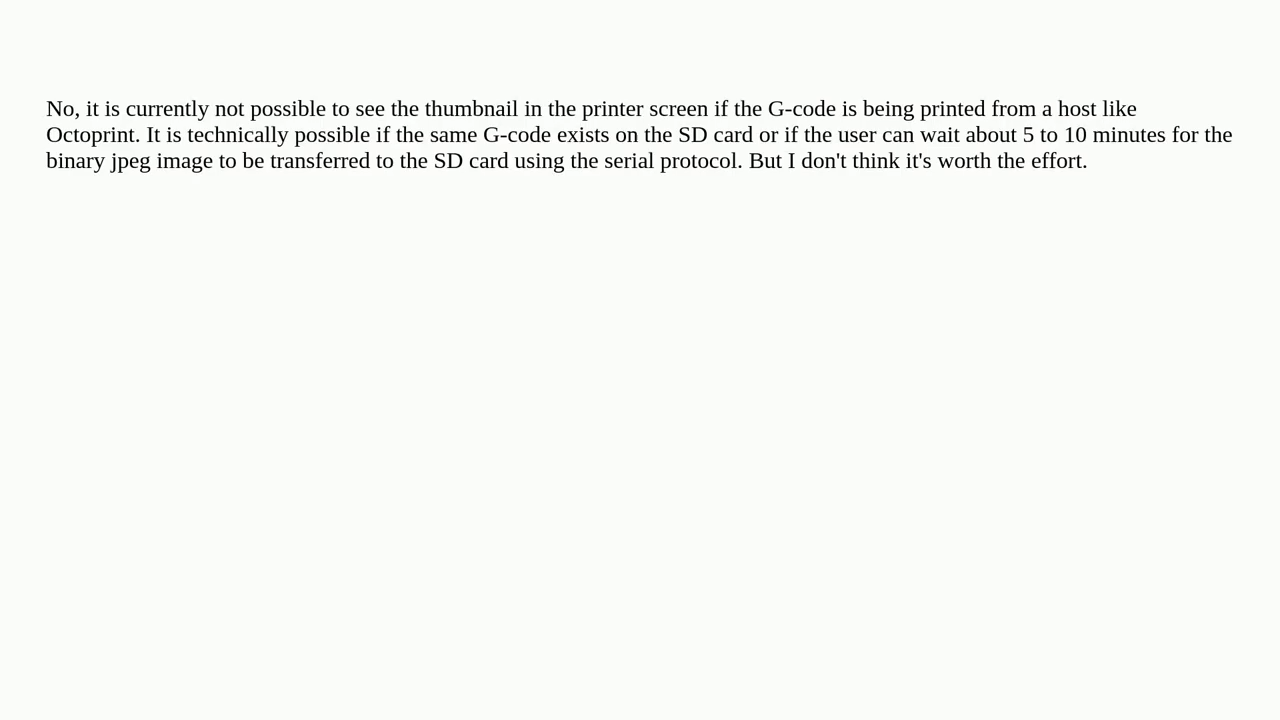 No, it is currently not possible to see the thumbnail in the printer screen if the G-code is being printed from a host like
Octoprint. It is technically possible if the same G-code exists on the SD card or if the user can wait about 5 to 10 minutes for the
binary jpeg image to be transferred to the SD card using the serial protocol. But I don't think it's worth the effort.